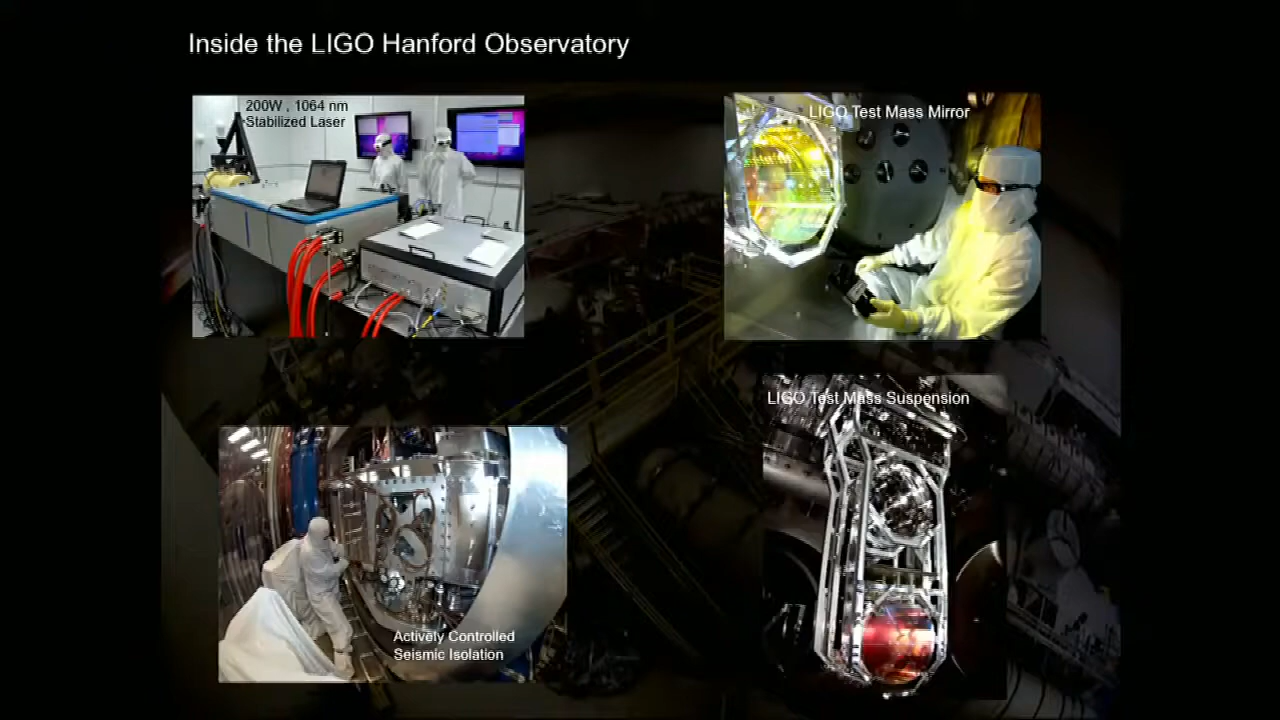 Inside the LIGO Hanford Observatory
200W , 1064 nm
Stabilized Laser
LIGO Test Mass Mirror
LIGO Test Mass Suspension
Actively Controlled
Seismic Isolation